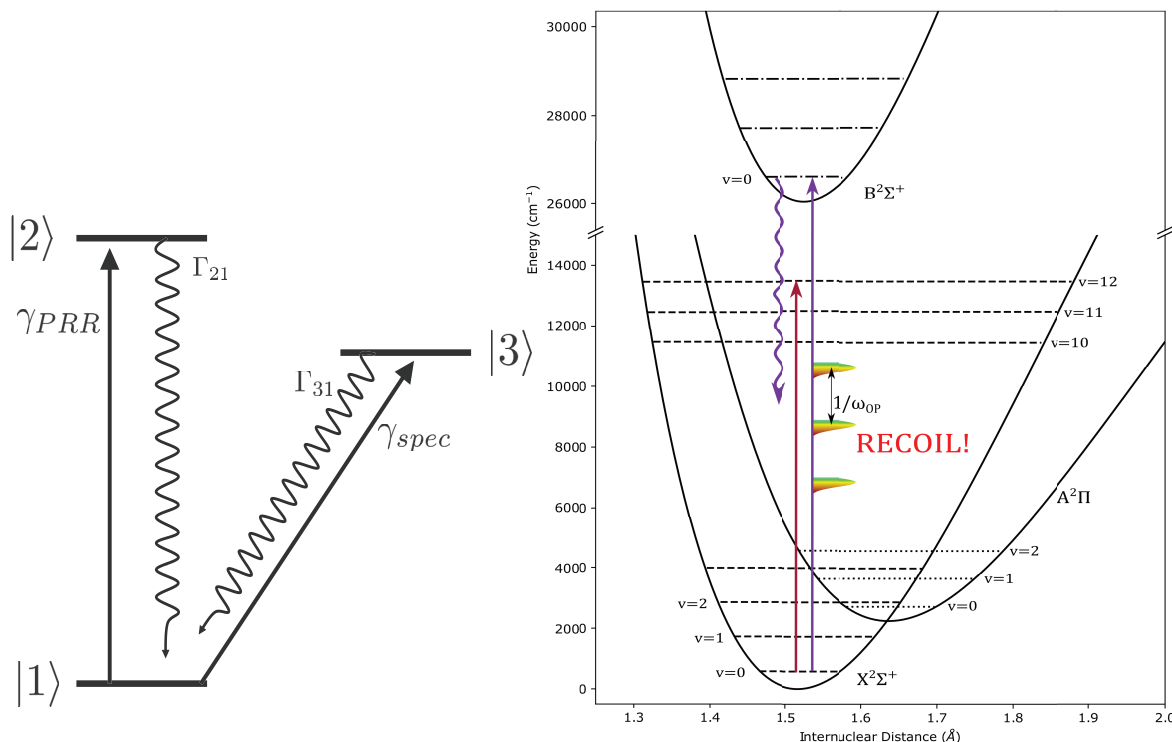 |2⟩
Γ21
γPRR
|3⟩
Γ31
γspec
|1⟩
Energy (cm⁻¹)
30000
28000
26000
14000
12000
10000
8000
6000
4000
2000
0
v=0
B²Σ⁺
v=12
v=11
v=10
1/ωOP
RECOIL!
A²Π
v=2
v=1
v=0
v=2
v=1
v=0
X²Σ⁺
1.3 1.4 1.5 1.6 1.7 1.8 1.9 2.0
Internuclear Distance (Å)